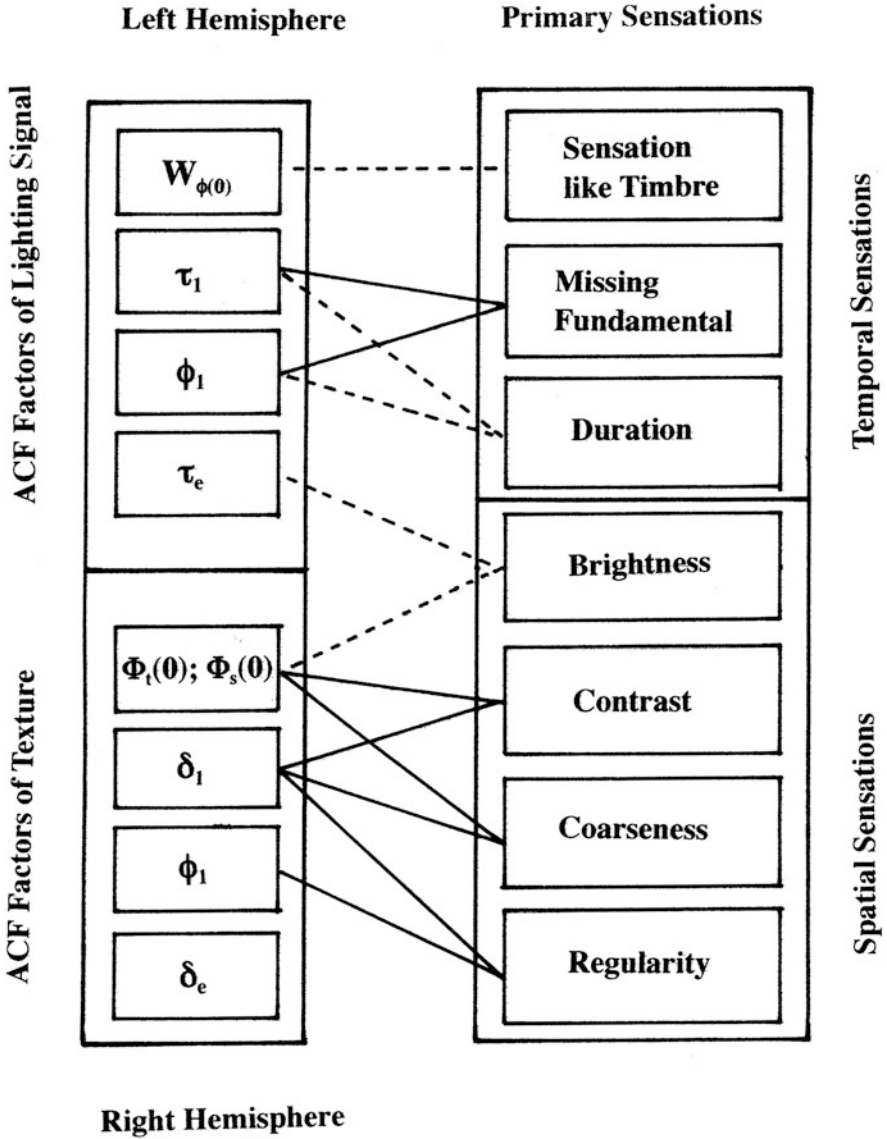 Left Hemisphere
Primary Sensations
ACF Factors of Lighting Signal
W_ϕ(0)
τ₁
ϕ₁
τₑ
ACF Factors of Texture
Φₜ(0); Φₛ(0)
δ₁
ϕ₁
δₑ
Sensation
like Timbre
Missing
Fundamental
Duration
Brightness
Contrast
Coarseness
Regularity
Temporal Sensations
Spatial Sensations
Right Hemisphere